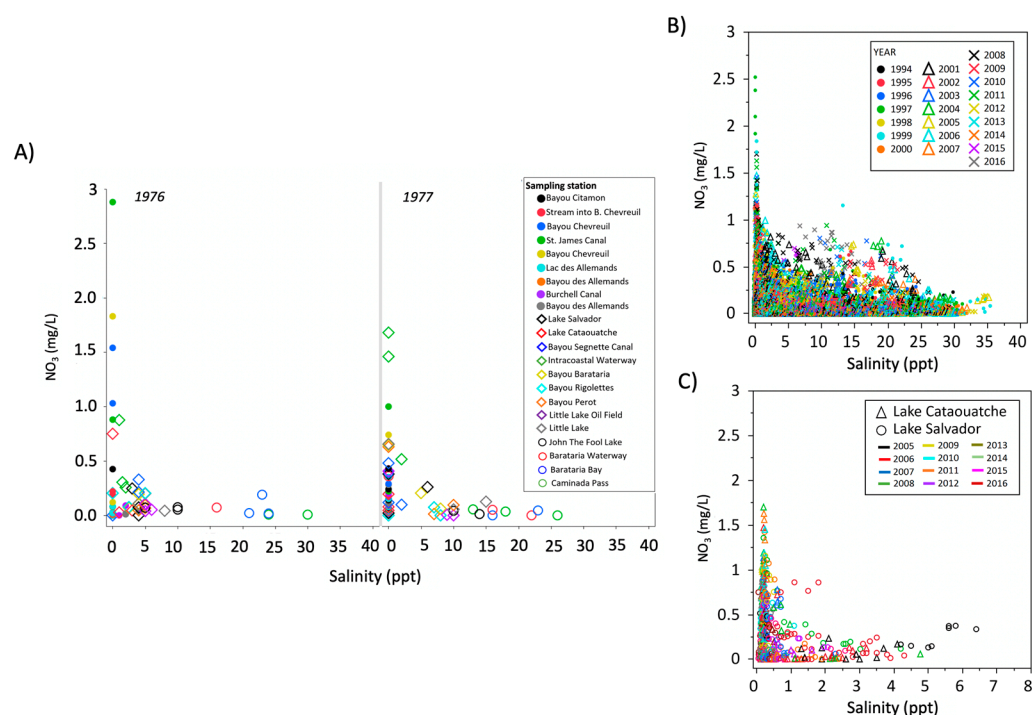 A)
1976
1977
NO3 (mg/L)
3
2.5
2.0
1.5
1.0
0.5
0.0
0 5 10 15 20 25 30 35 40 0 5 10 15 20 25 30 35 40
Salinity (ppt)
Sampling station
Bayou Citamon
Stream into B. Chevreuil
Bayou Chevreuil
St. James Canal
Bayou Chevreuil
Lac des Allemands
Bayou des Allemands
Burchell Canal
Bayou des Allemands
Lake Salvador
Lake Cataouatche
Bayou Segnette Canal
Intracoastal Waterway
Bayou Barataria
Bayou Rigolettes
Bayou Perot
Little Lake Oil Field
Little Lake
John The Fool Lake
Barataria Waterway
Barataria Bay
Caminada Pass
B)
NO3 (mg/L)
3
2.5
2
1.5
1
0.5
0
0 5 10 15 20 25 30 35 40
Salinity (ppt)
YEAR
1994
1995
1996
1997
1998
1999
2000
2001
2002
2003
2004
2005
2006
2007
2008
2009
2010
2011
2012
2013
2014
2015
2016
C)
NO3 (mg/L)
3
2.5
2
1.5
1
0.5
0
0 1 2 3 4 5 6 7 8
Salinity (ppt)
Lake Cataouatche
Lake Salvador
2005 2009 2013
2006 2010 2014
2007 2011 2015
2008 2012 2016